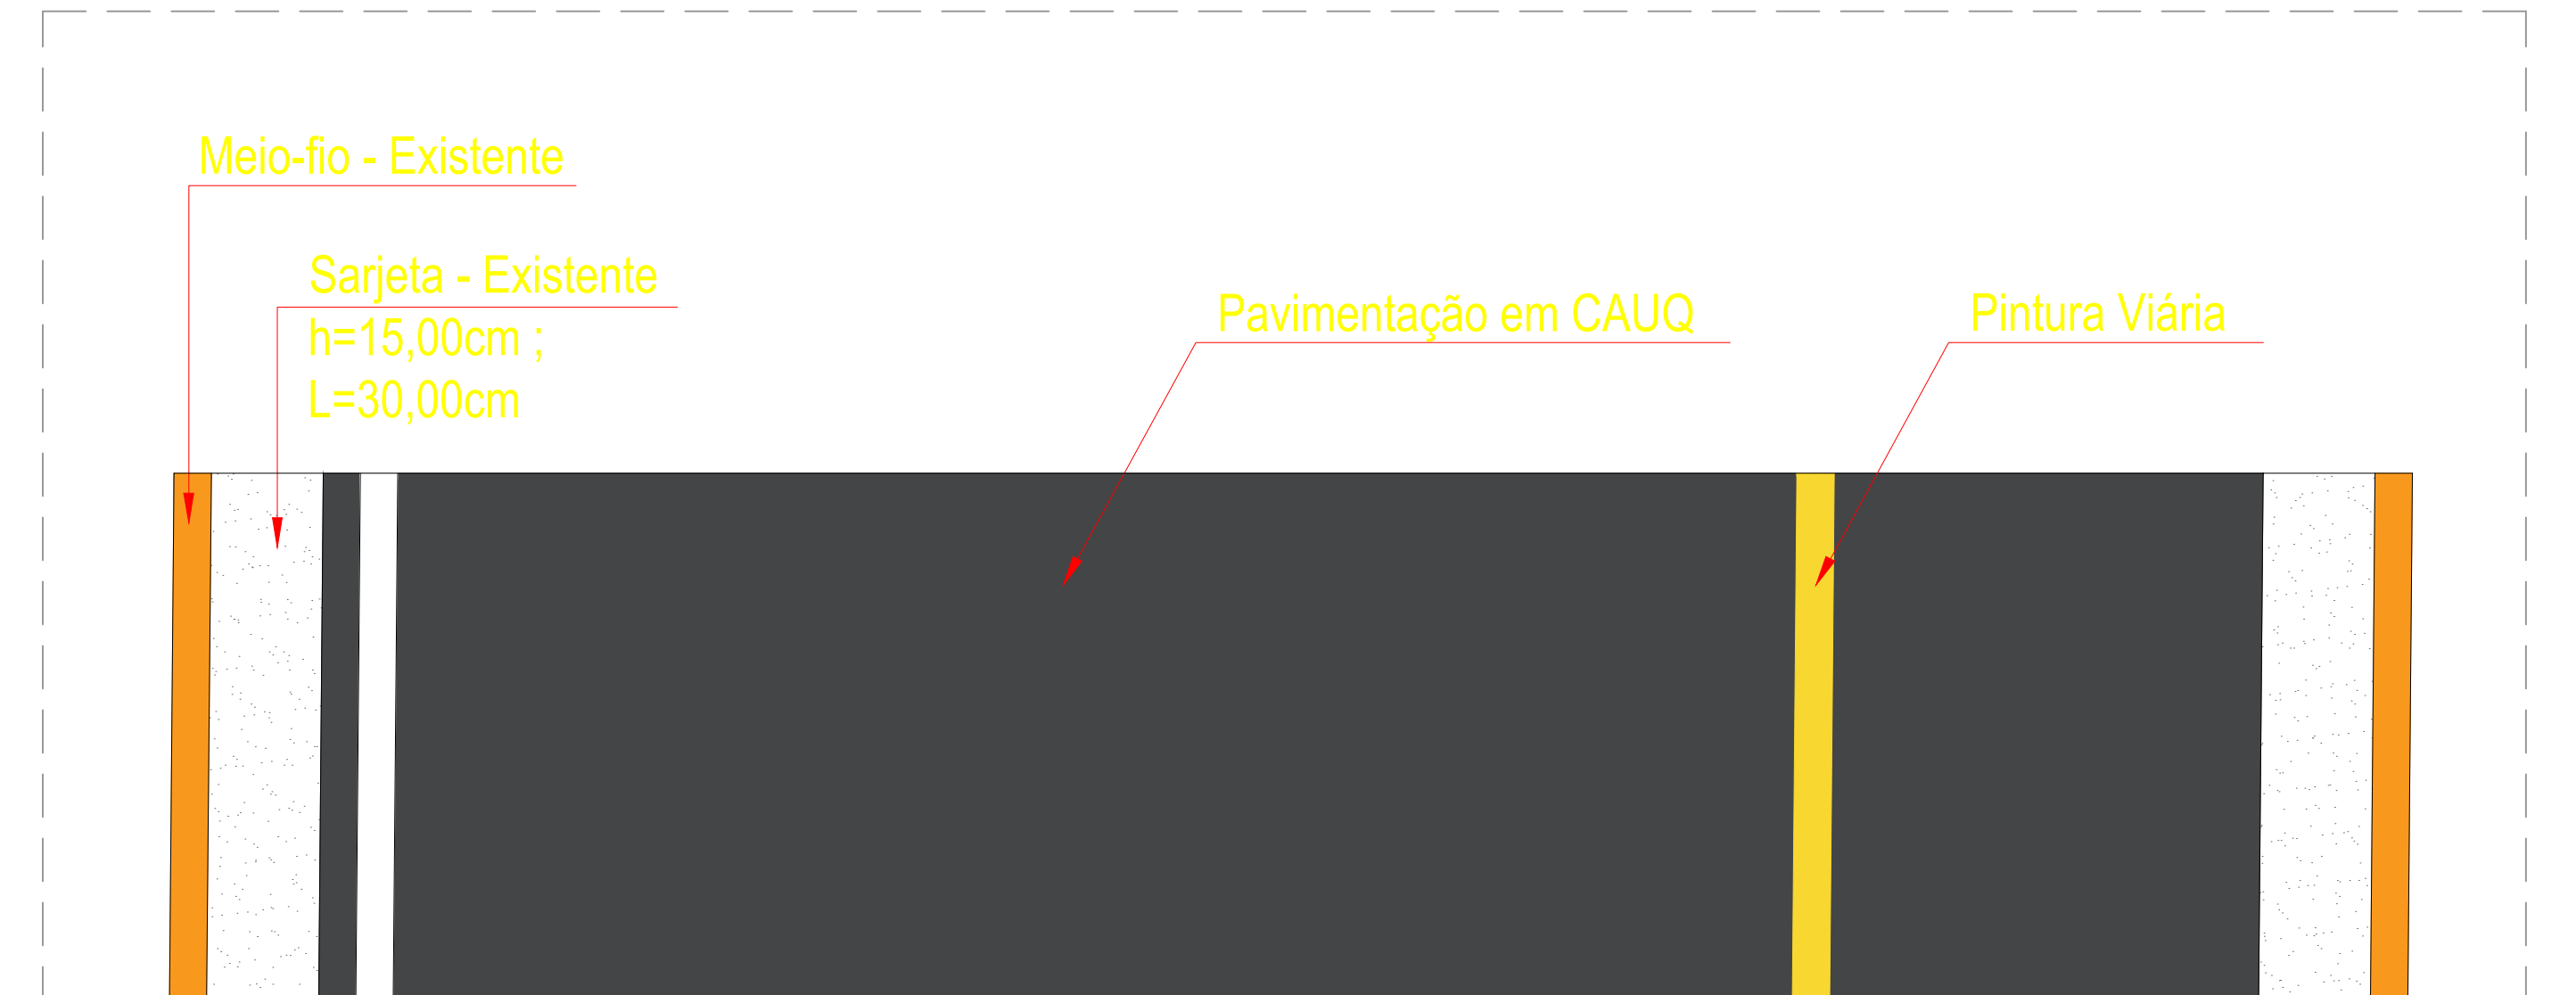 Meio-fio - Existente
Sarjeta - Existente
h=15,00cm ;
L=30,00cm
Pavimentação em CAUQ
Pintura Viária